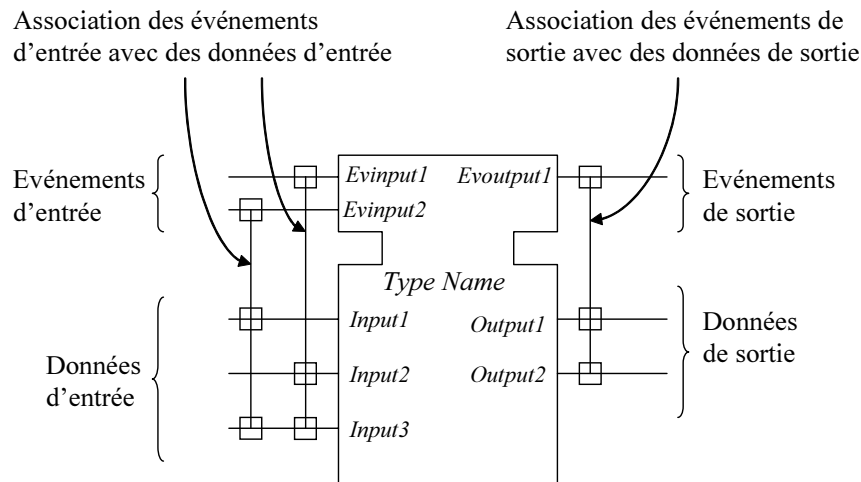 Association des événements
d’entrée avec des données d’entrée
Association des événements de
sortie avec des données de sortie
Evénements
d’entrée
Evinput1
Evoutput1
Evinput2
Evénements
de sortie
Type Name
Données
d’entrée
Input1
Input2
Input3
Output1
Output2
Données
de sortie